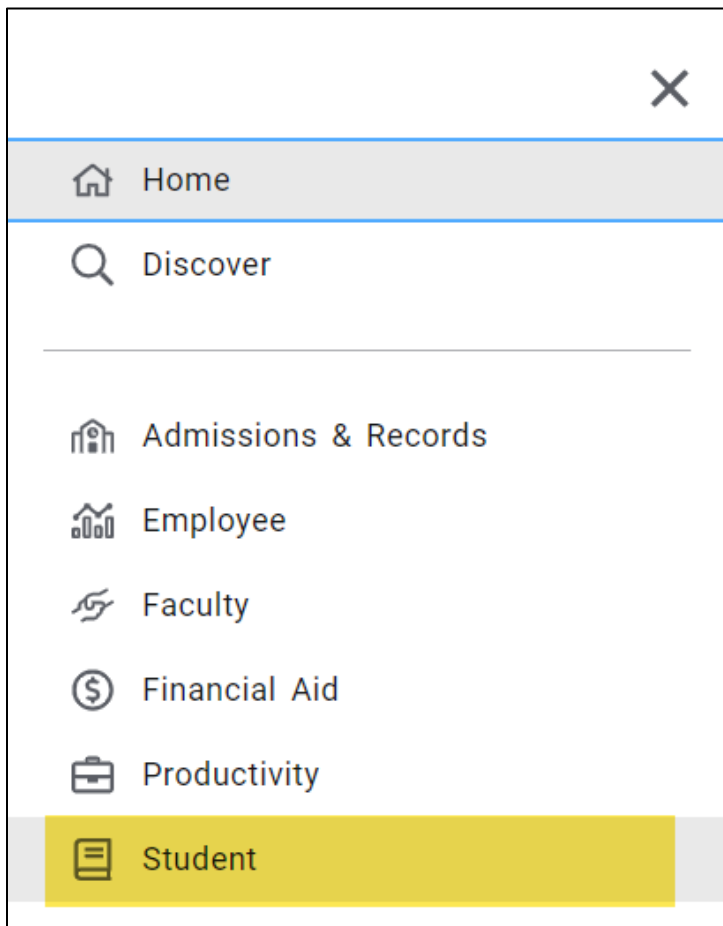 Home
Discover
Admissions & Records
Employee
Faculty
Financial Aid
Productivity
Student